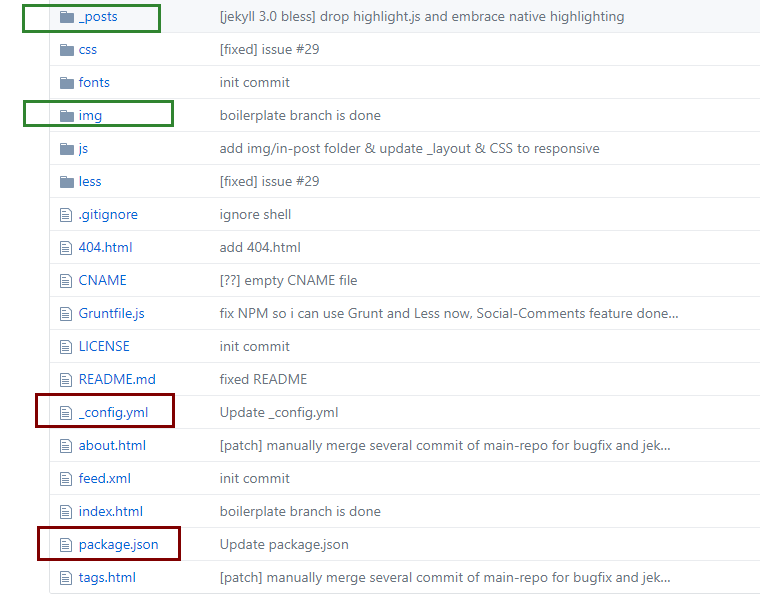 _posts [jekyll 3.0 bless] drop highlight.js and embrace native highlighting
css [fixed] issue #29
fonts init commit
img boilerplate branch is done
js add img/in-post folder & update _layout & CSS to responsive
less [fixed] issue #29
.gitignore ignore shell
404.html add 404.html
CNAME [??] empty CNAME file
Gruntfile.js fix NPM so i can use Grunt and Less now, Social-Comments feature done...
LICENSE init commit
README.md fixed README
_config.yml Update _config.yml
about.html [patch] manually merge several commit of main-repo for bugfix and jek...
feed.xml init commit
index.html boilerplate branch is done
package.json Update package.json
tags.html [patch] manually merge several commit of main-repo for bugfix and jek...